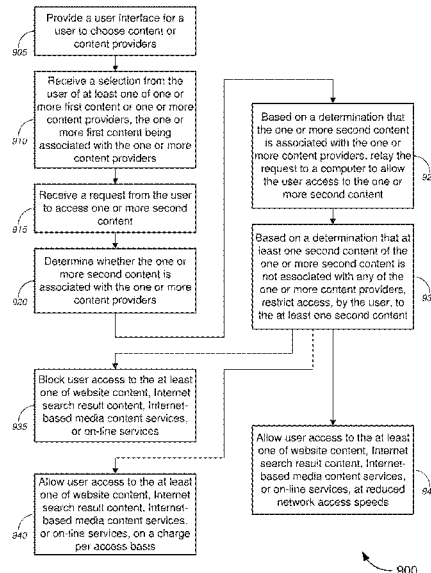 Provide a user interface for a
user to choose content or
content providers
905
Receive a selection from the
user of at least one of one or
more first content or one or more
content providers, the one
or more first content being
associated with the one or more
content providers
910
Receive a request from the user
to access one or more second
content
915
Determine whether the one or
more second content is
associated with the one or more
content providers
920
Based on a determination that
the one or more second content
is associated with the one or
more content providers, relay the
request to a computer to allow
the user access to the one or
more second content
92
Based on a determination that at
least one second content of the
one or more second content is
not associated with any of the
one or more content providers,
restrict access, by the user, to
the at least one second content
93
Block user access to the at least
one of website content, Internet
search result content, Internet-
based media content services,
or on-line services
935
Allow user access to the at least
one of website content, Internet
search result content, Internet-
based media content services,
or on-line services, on a charge
per access basis
940
Allow user access to the at least
one of website content, Internet
search result content, Internet-
based media content services,
or on-line services, at reduced
network access speeds
94
900